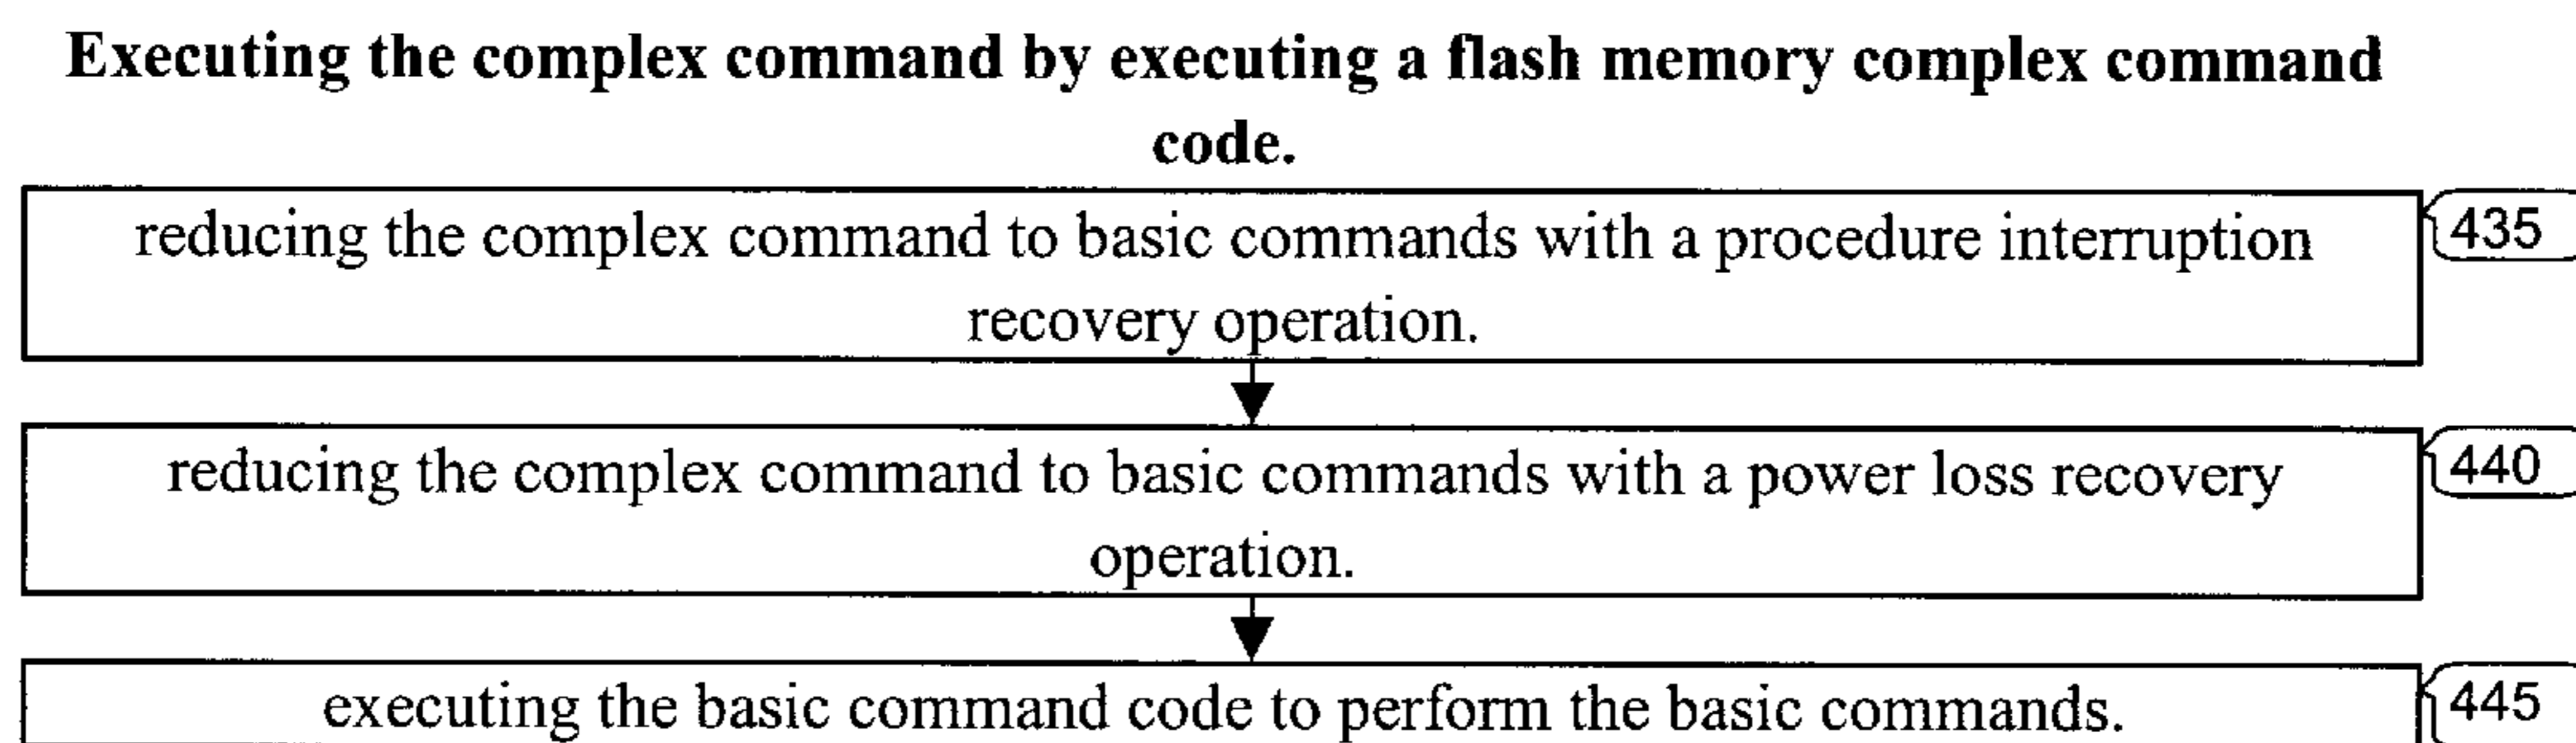 Executing the complex command by executing a flash memory complex command
code.
reducing the complex command to basic commands with a procedure interruption
recovery operation.
435
reducing the complex command to basic commands with a power loss recovery
operation.
440
executing the basic command code to perform the basic commands.
445